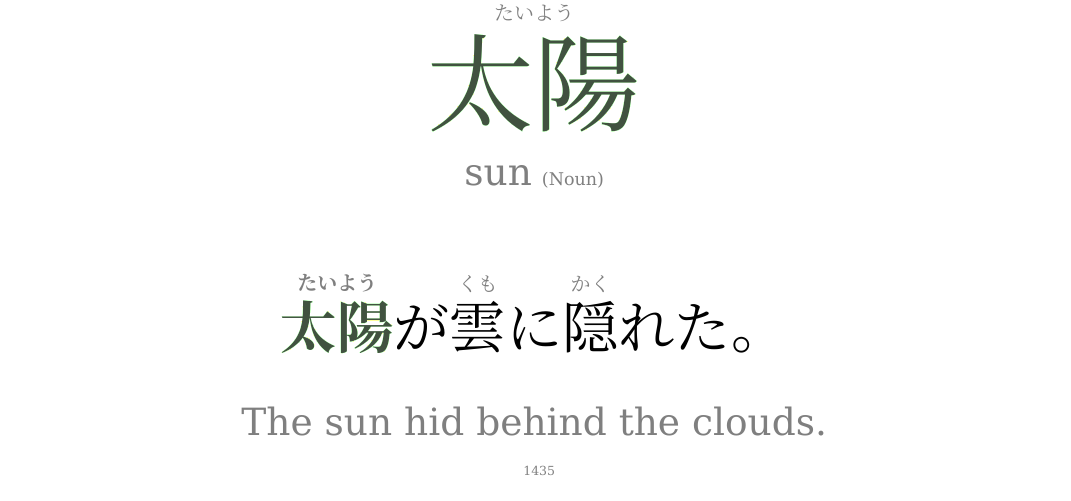 たいよう
太陽
sun (Noun)
たいよう くも かく
太陽が雲に隠れた。
The sun hid behind the clouds.
1435